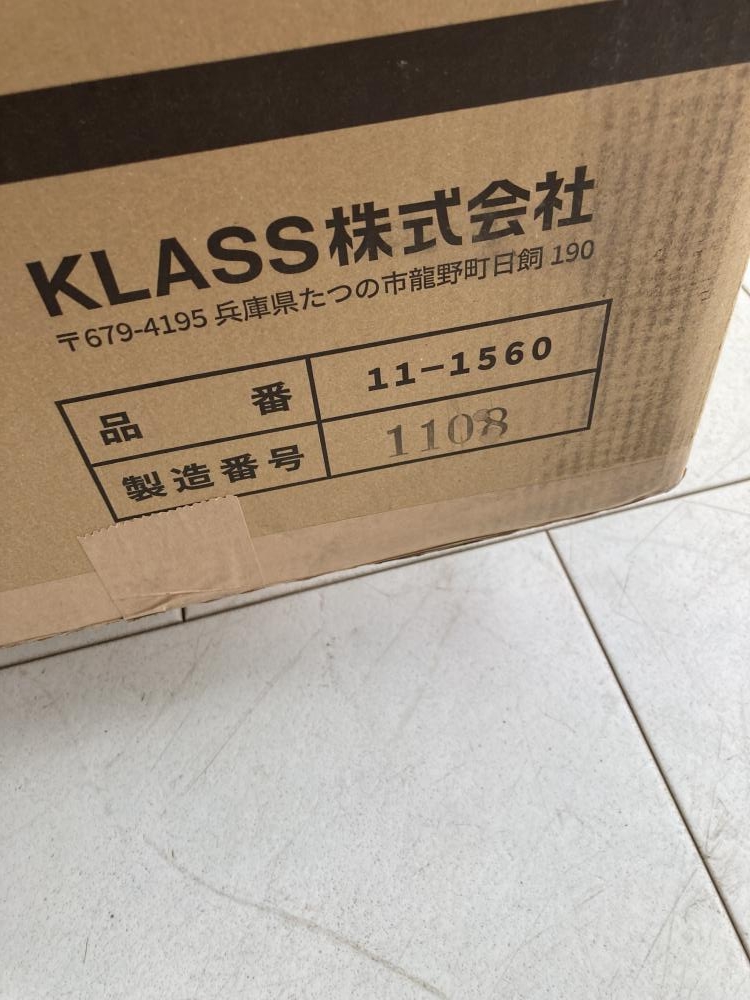 KLASS株式会社
〒679-4195 兵庫県たつの市龍野町日飼 190
品番 11-1560
製造番号 1108